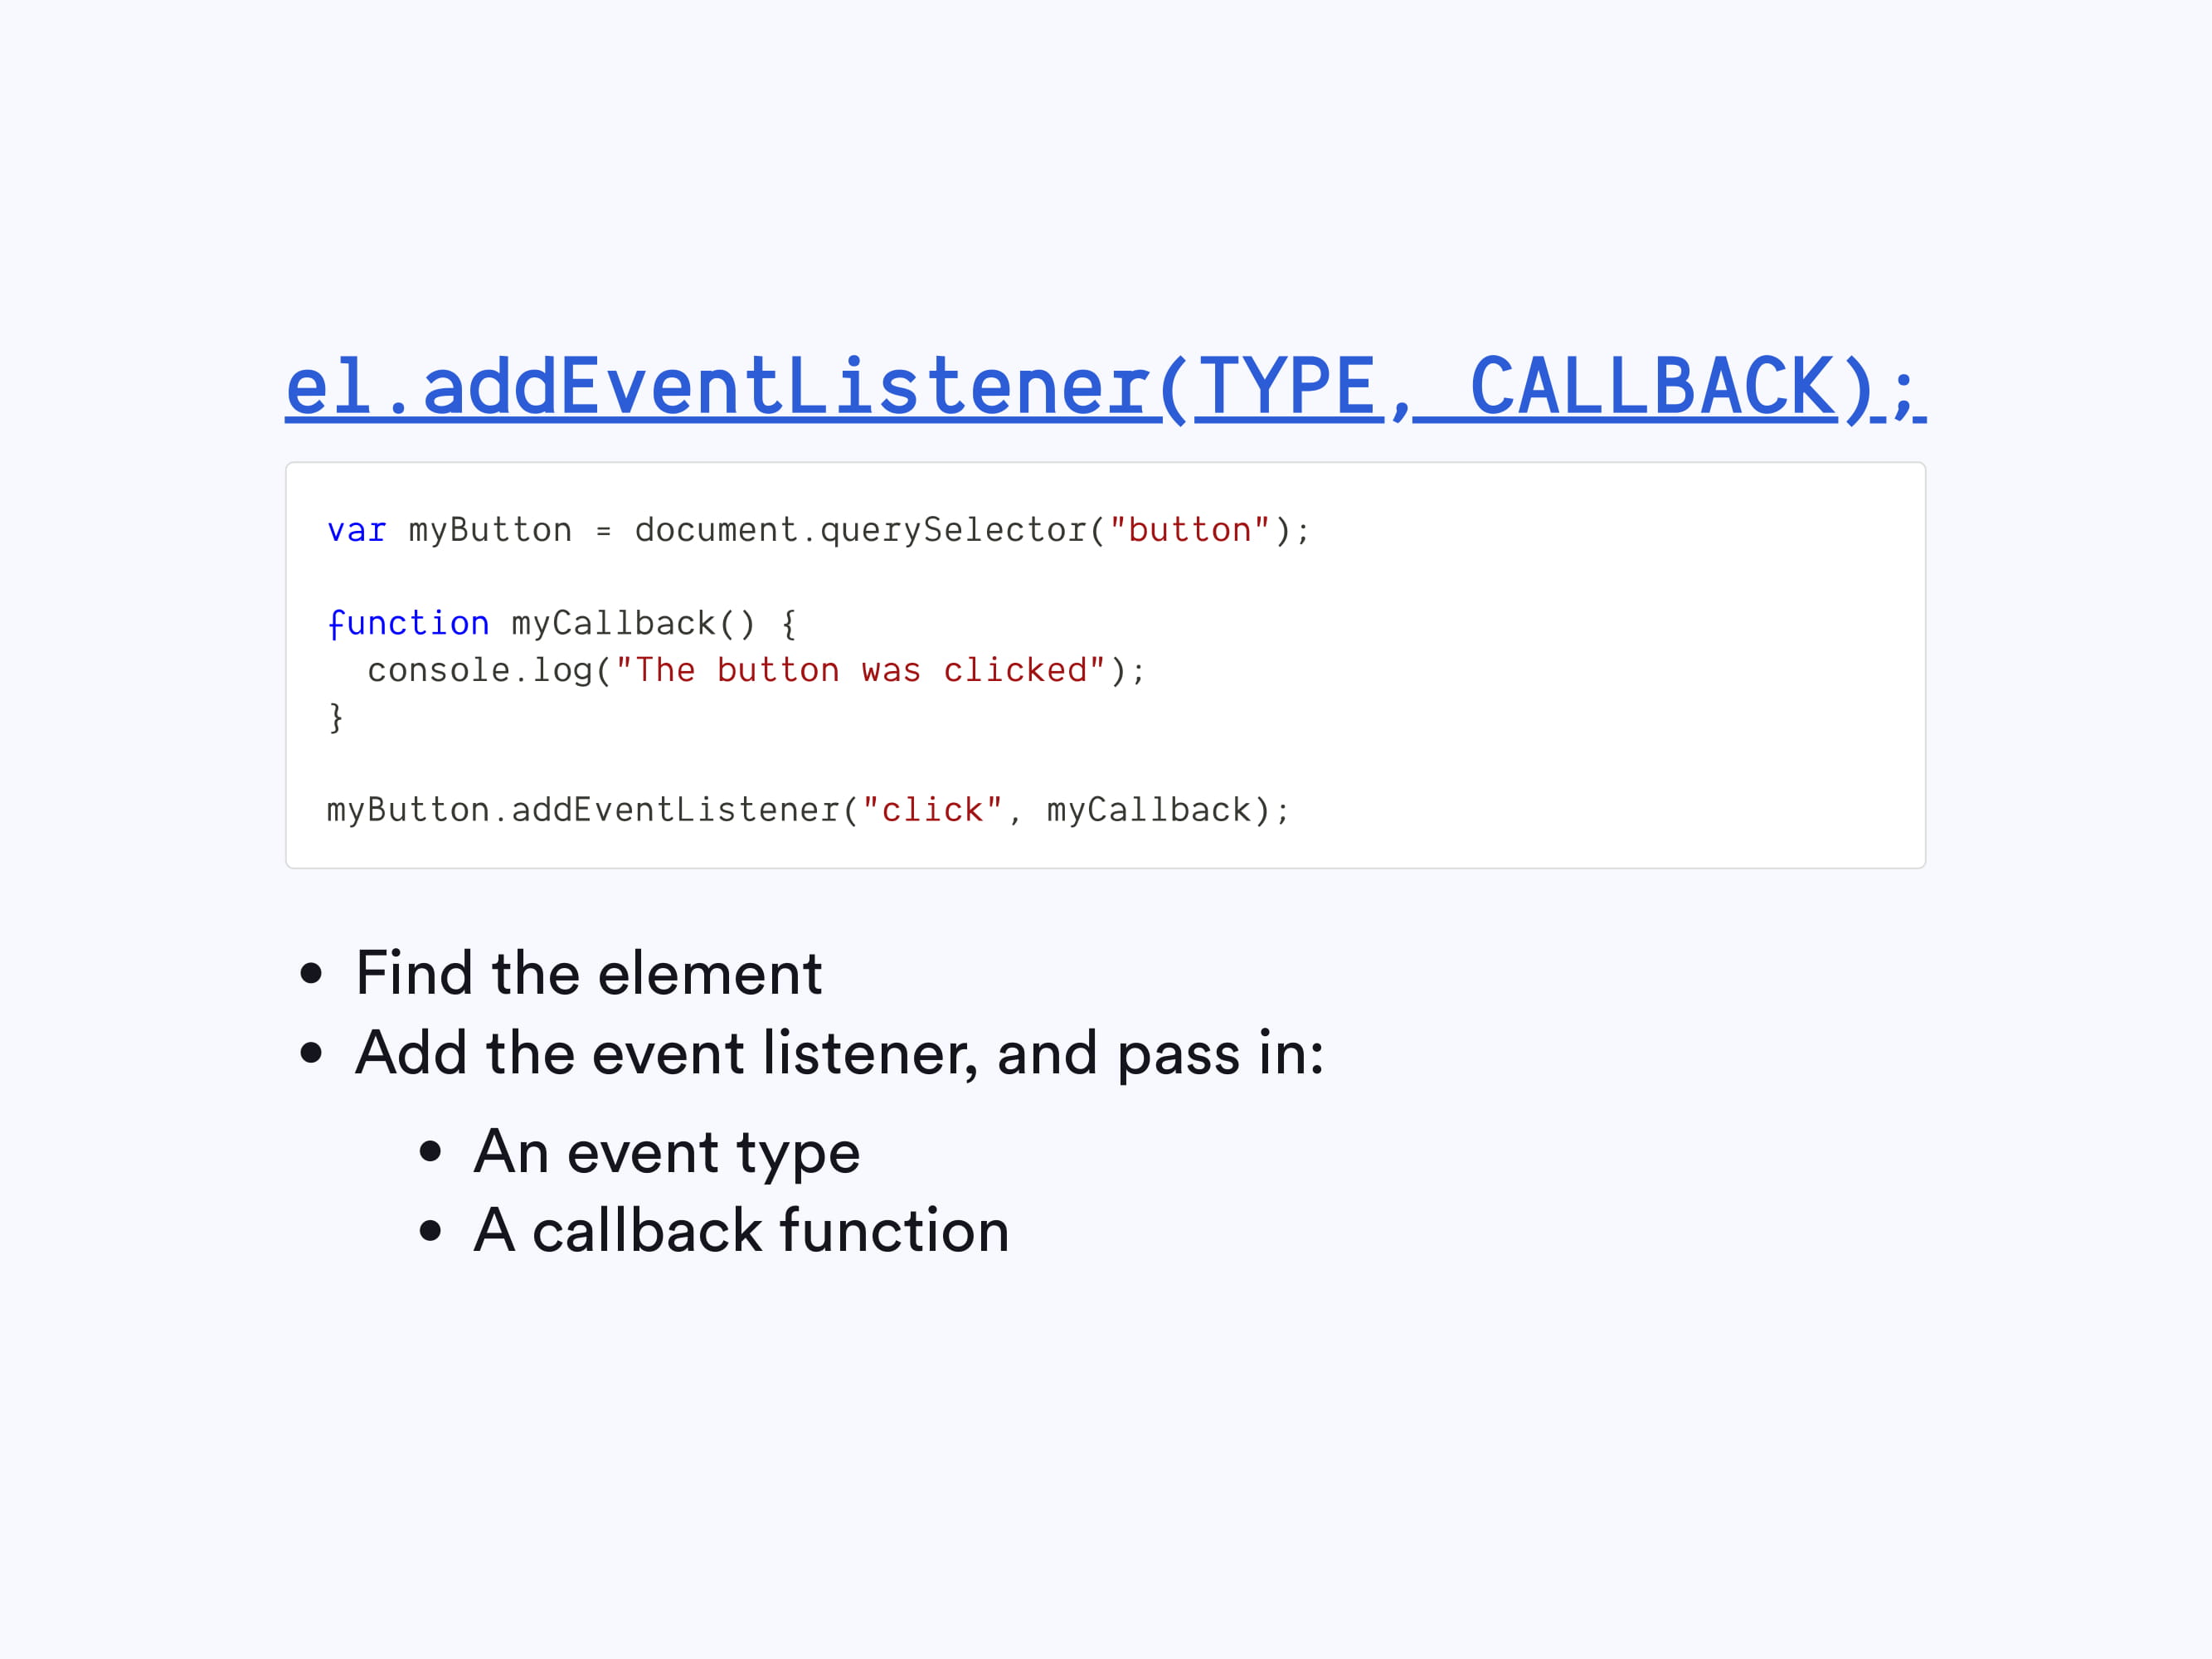 el.addEventListener(TYPE, CALLBACK);
var myButton = document.querySelector("button");
function myCallback() {
  console.log("The button was clicked");
}
myButton.addEventListener("click", myCallback);
• Find the element
• Add the event listener, and pass in:
• An event type
• A callback function